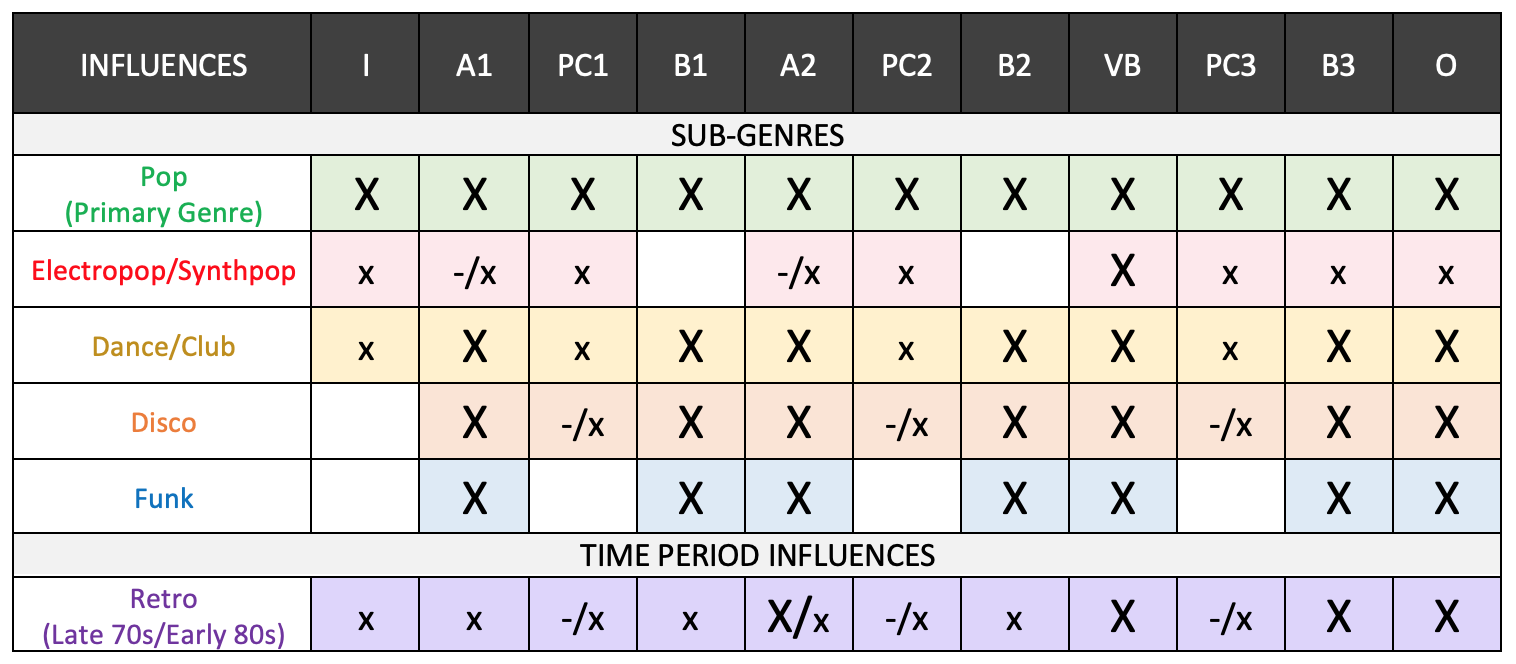 INFLUENCES I A1 PC1 B1 A2 PC2 B2 VB PC3 B3 O
SUB-GENRES
Pop
(Primary Genre) X X X X X X X X X X X
Electropop/Synthpop x -/x x -/x x X x x x
Dance/Club x X x X X x X X x X X
Disco X -/x X X -/x X X -/x X X
Funk X X X X X X X
TIME PERIOD INFLUENCES
Retro
(Late 70s/Early 80s) x x -/x x X/x -/x x X -/x X X